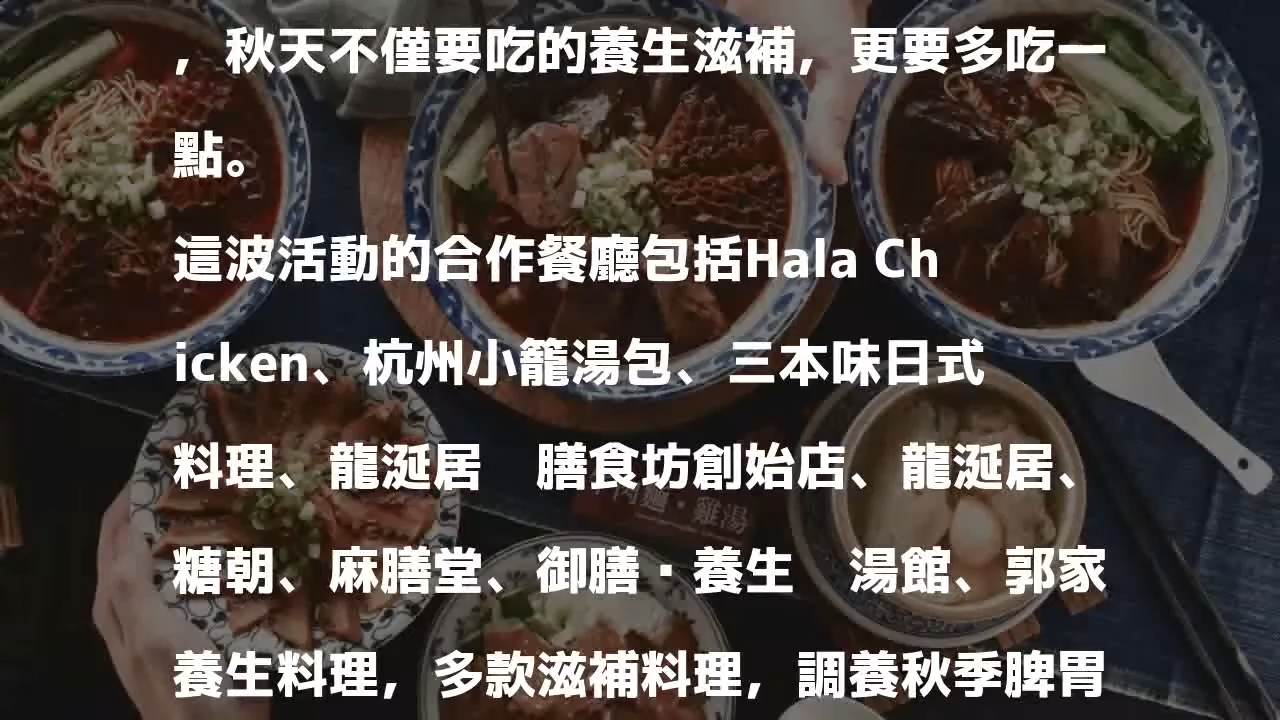 ，秋天不僅要吃的養生滋補，更要多吃一
點。
這波活動的合作餐廳包括Hala Ch
icken、杭州小籠湯包、三本味日式
料理、龍涎居　膳食坊創始店、龍涎居、
糖朝、麻膳堂、御膳·養生　湯館、郭家
養生料理，多款滋補料理，調養秋季脾胃
肉麵·雞湯